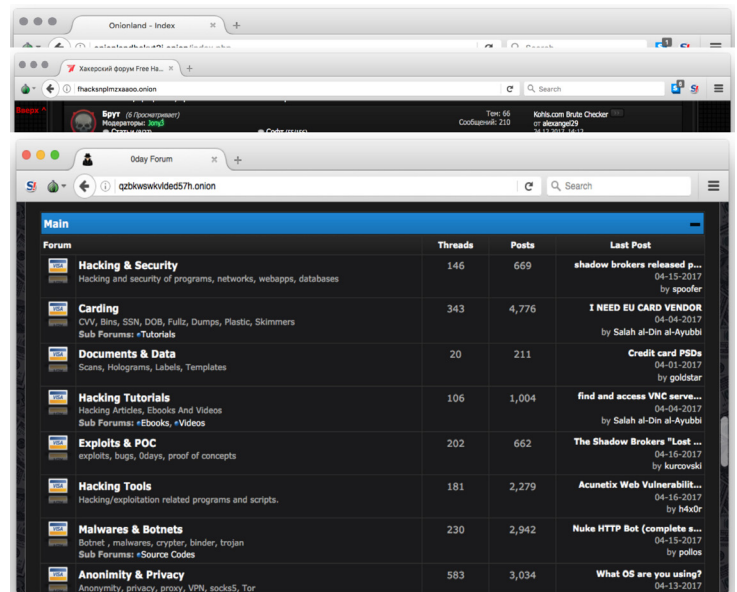 Onionland - Index
Search
1
Хакерский форум Free Ha...
fhacksnplmzxaaoo.onion
Search
Вверх ^
Брут (6 Просматривает)
Модераторы: Jony5
Статьи
Софт
Тем: 66
Сообщений: 210
Kohls.com Brute Checker
от alexangel29
24.12.2017, 14:12
0day Forum
qzbkwswkvlded57h.onion
Search
Main
Forum Threads Posts Last Post
Hacking & Security 146 669 shadow brokers released p...
Hacking and security of programs, networks, webapps, databases 04-15-2017
by spoofer
Carding 343 4,776 I NEED EU CARD VENDOR
CVV, Bins, SSN, DOB, Fullz, Dumps, Plastic, Skimmers 04-04-2017
Sub Forums: Tutorials by Salah al-Din al-Ayubbi
Documents & Data 20 211 Credit card PSDs
Scans, Holograms, Labels, Templates 04-01-2017
by goldstar
Hacking Tutorials 106 1,004 find and access VNC serve...
Hacking Articles, Ebooks And Videos 04-04-2017
Sub Forums: Ebooks, Videos by Salah al-Din al-Ayubbi
Exploits & POC 202 662 The Shadow Brokers "Lost ...
exploits, bugs, 0days, proof of concepts 04-16-2017
by kurcovski
Hacking Tools 181 2,279 Acunetix Web Vulnerabilit...
Hacking/exploitation related programs and scripts. 04-16-2017
by h4x0r
Malwares & Botnets 230 2,942 Nuke HTTP Bot (complete s...
Botnet , malwares, crypter, binder, trojan 04-15-2017
Sub Forums: Source Codes by pollos
Anonimity & Privacy 583 3,034 What OS are you using?
Anonymity, privacy, proxy, VPN, socks5, Tor 04-13-2017